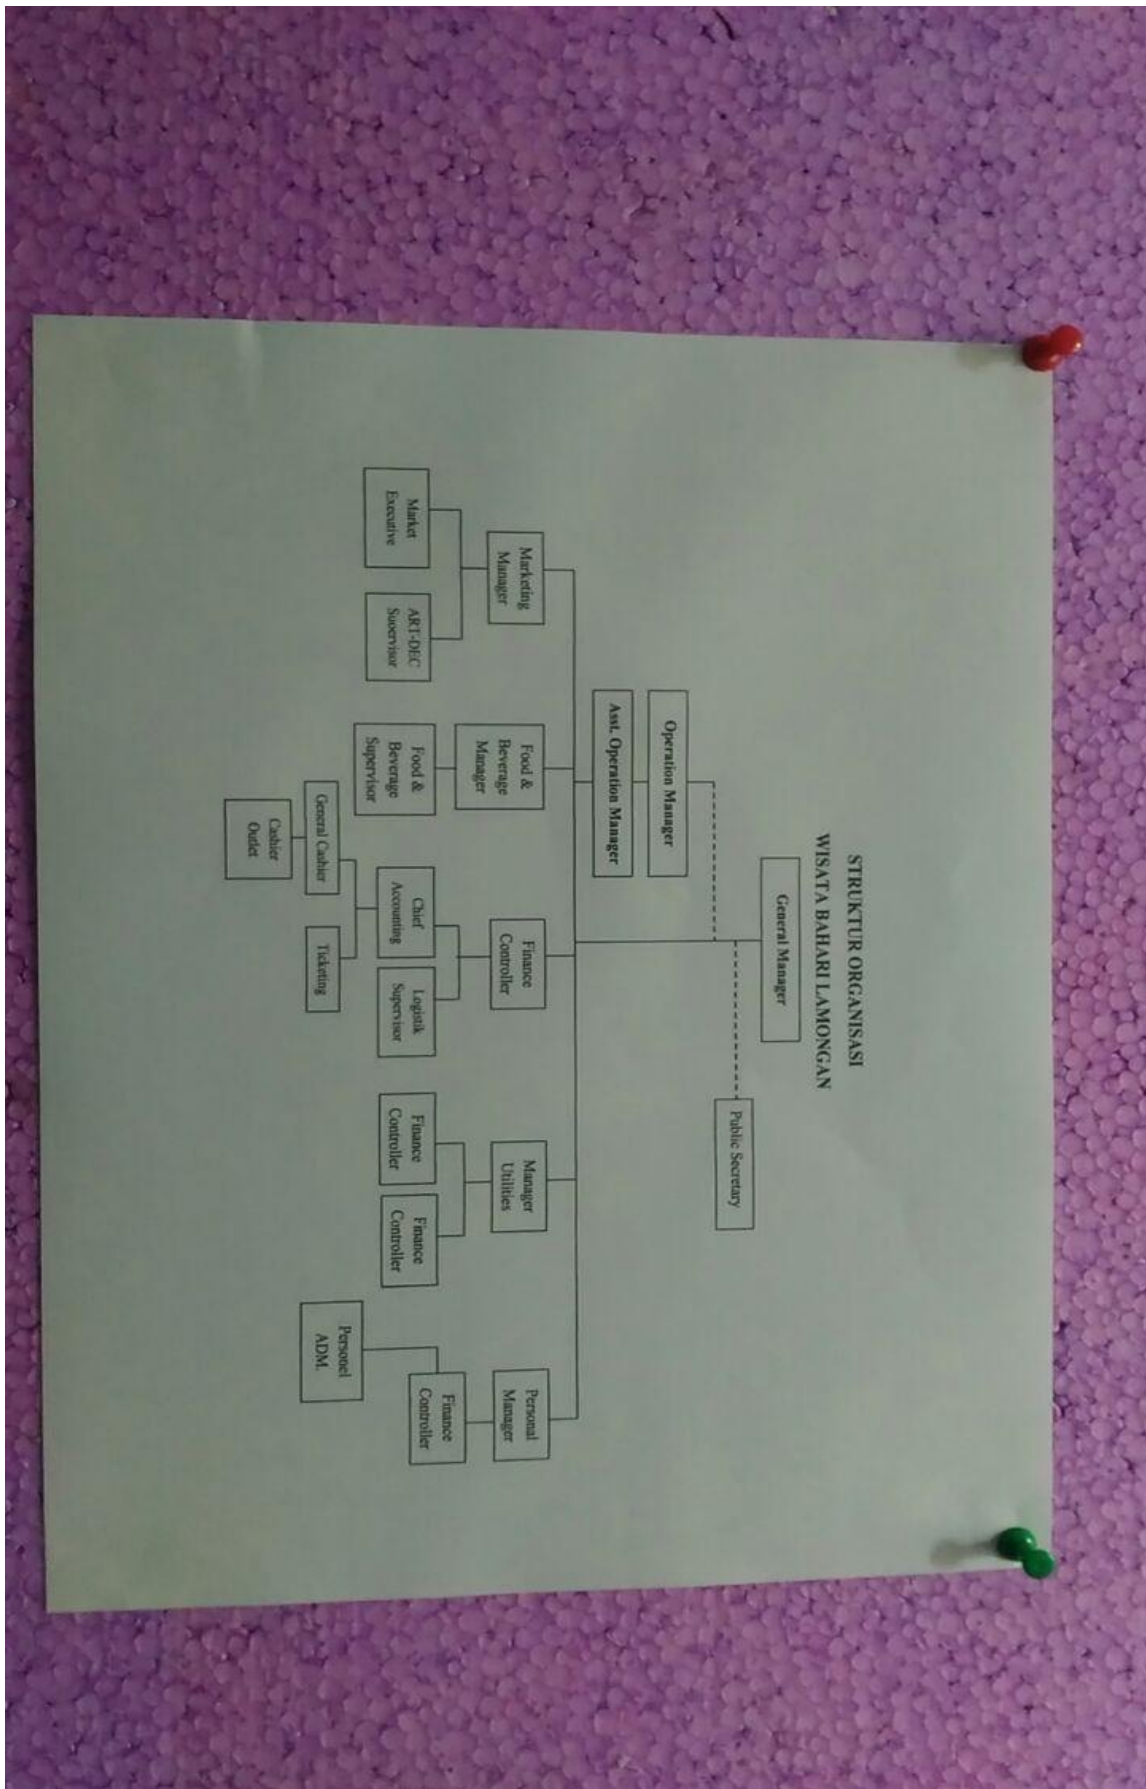 STRUKTUR ORGANISASI
WISATA BAHARI LAMONGAN
General Manager
Public Secretary
Operation Manager
Asst. Operation Manager
Marketing
Manager
Food &
Beverage
Manager
Finance
Controller
Manager
Utilities
Personal
Manager
Market
Executive
ART-DEC
Suoervisor
Food &
Beverage
Supervisor
Chief
Accounting
Logistik
Supervisor
Finance
Controller
Finance
Controller
Finance
Controller
General Cashier
Ticketing
Personel
ADM.
Cashier
Outlet